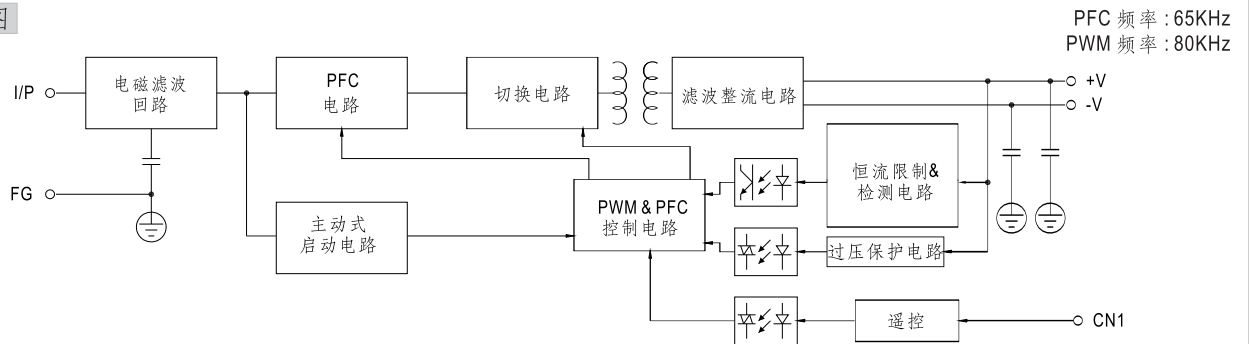 图
PFC 频率 : 65KHz
PWM 频率 : 80KHz
I/P
电磁滤波
回路
PFC
电路
切换电路
滤波整流电路
+V
-V
FG
主动式
启动电路
PWM & PFC
控制电路
恒流限制&
检测电路
过压保护电路
遥控
CN1